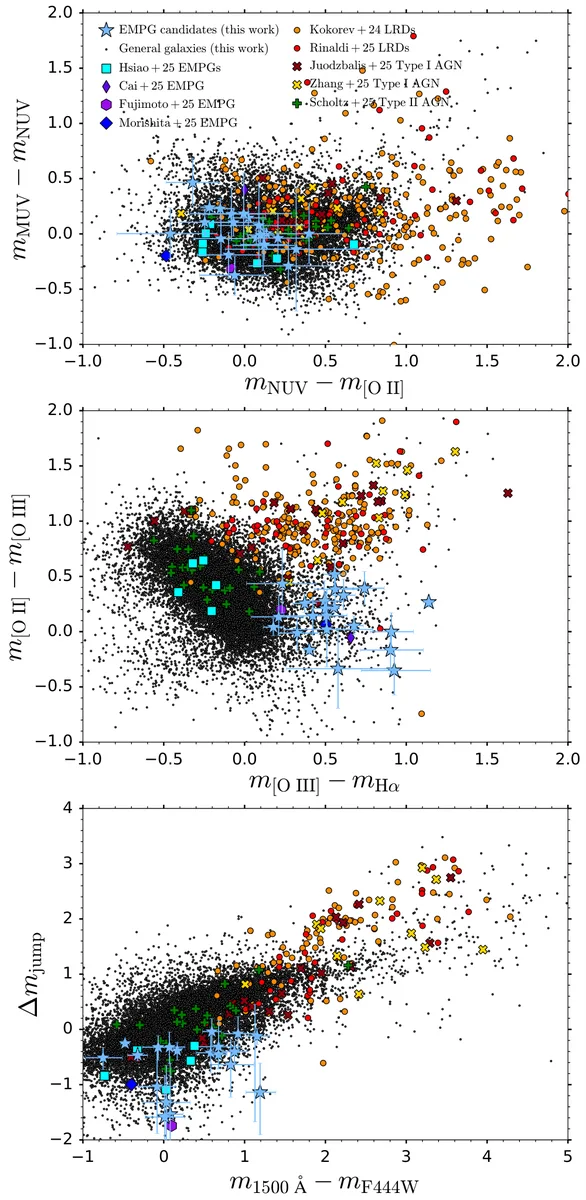 2.0
1.5
1.0
0.5
0.0
−0.5
−1.0
m_MUV − m_NUV
EMPG candidates (this work)
General galaxies (this work)
Hsiao + 25 EMPGs
Cai + 25 EMPG
Fujimoto + 25 EMPG
Morishita + 25 EMPG
Kokorev + 24 LRDs
Rinaldi + 25 LRDs
Juodzbalis + 25 Type I AGN
Zhang + 25 Type I AGN
Scholtz + 25 Type II AGN
−1.0 −0.5 0.0 0.5 1.0 1.5 2.0
m_NUV − m_[O II]
2.0
1.5
1.0
0.5
0.0
−0.5
−1.0
m_[O II] − m_[O III]
−1.0 −0.5 0.0 0.5 1.0 1.5 2.0
m_[O III] − m_Hα
4
3
2
1
0
−1
−2
Δm_jump
−1 0 1 2 3 4 5
m_1500 Å − m_F444W